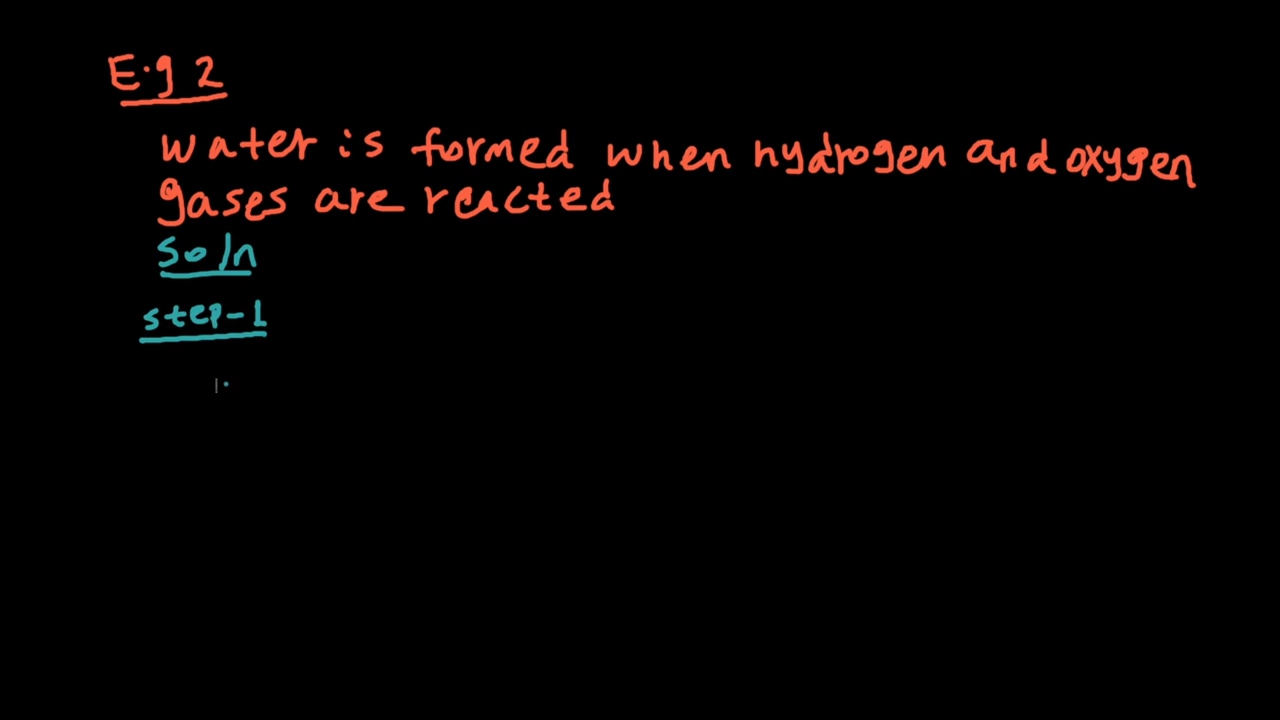 E.g 2
water is formed when hydrogen and oxygen
gases are reacted
Soln
step-1